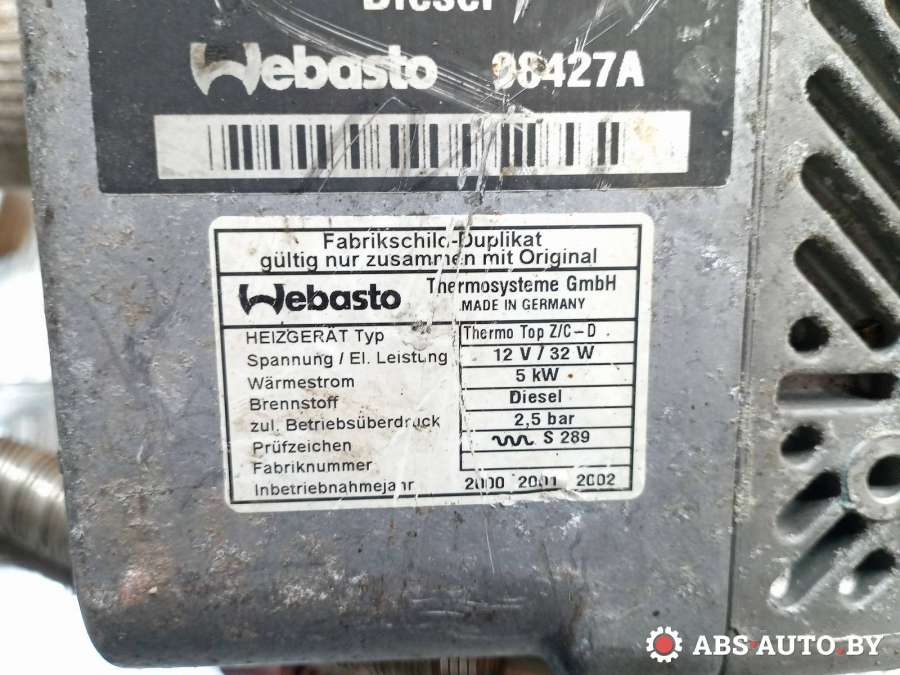 Diesel
Webasto 98427A
Fabrikschild-Duplikat
gültig nur zusammen mit Original
Webasto Thermosysteme GmbH
MADE IN GERMANY
HEIZGERÄT Typ Thermo Top Z/C-D
Spannung / El. Leistung 12 V / 32 W
Wärmestrom 5 kW
Brennstoff Diesel
zul. Betriebsüberdruck 2,5 bar
Prüfzeichen S 289
Fabriknummer
Inbetriebnahmejahr 2000 2001 2002
ABS-AUTO.BY